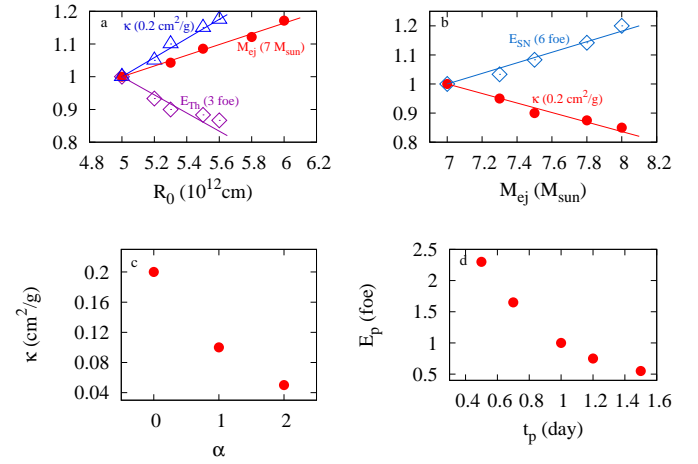 a
κ (0.2 cm²/g)
M_ej (7 M_sun)
E_Th (3 foe)
1.2
1.1
1
0.9
0.8
4.8 5 5.2 5.4 5.6 5.8 6 6.2
R_0 (10^12 cm)
b
E_SN (6 foe)
κ (0.2 cm²/g)
1.2
1.1
1
0.9
0.8
7 7.2 7.4 7.6 7.8 8 8.2
M_ej (M_sun)
c
κ (cm²/g)
0.2
0.16
0.12
0.08
0.04
0 1 2
α
d
E_p (foe)
2.5
2
1.5
1
0.5
0.4 0.6 0.8 1 1.2 1.4 1.6
t_p (day)